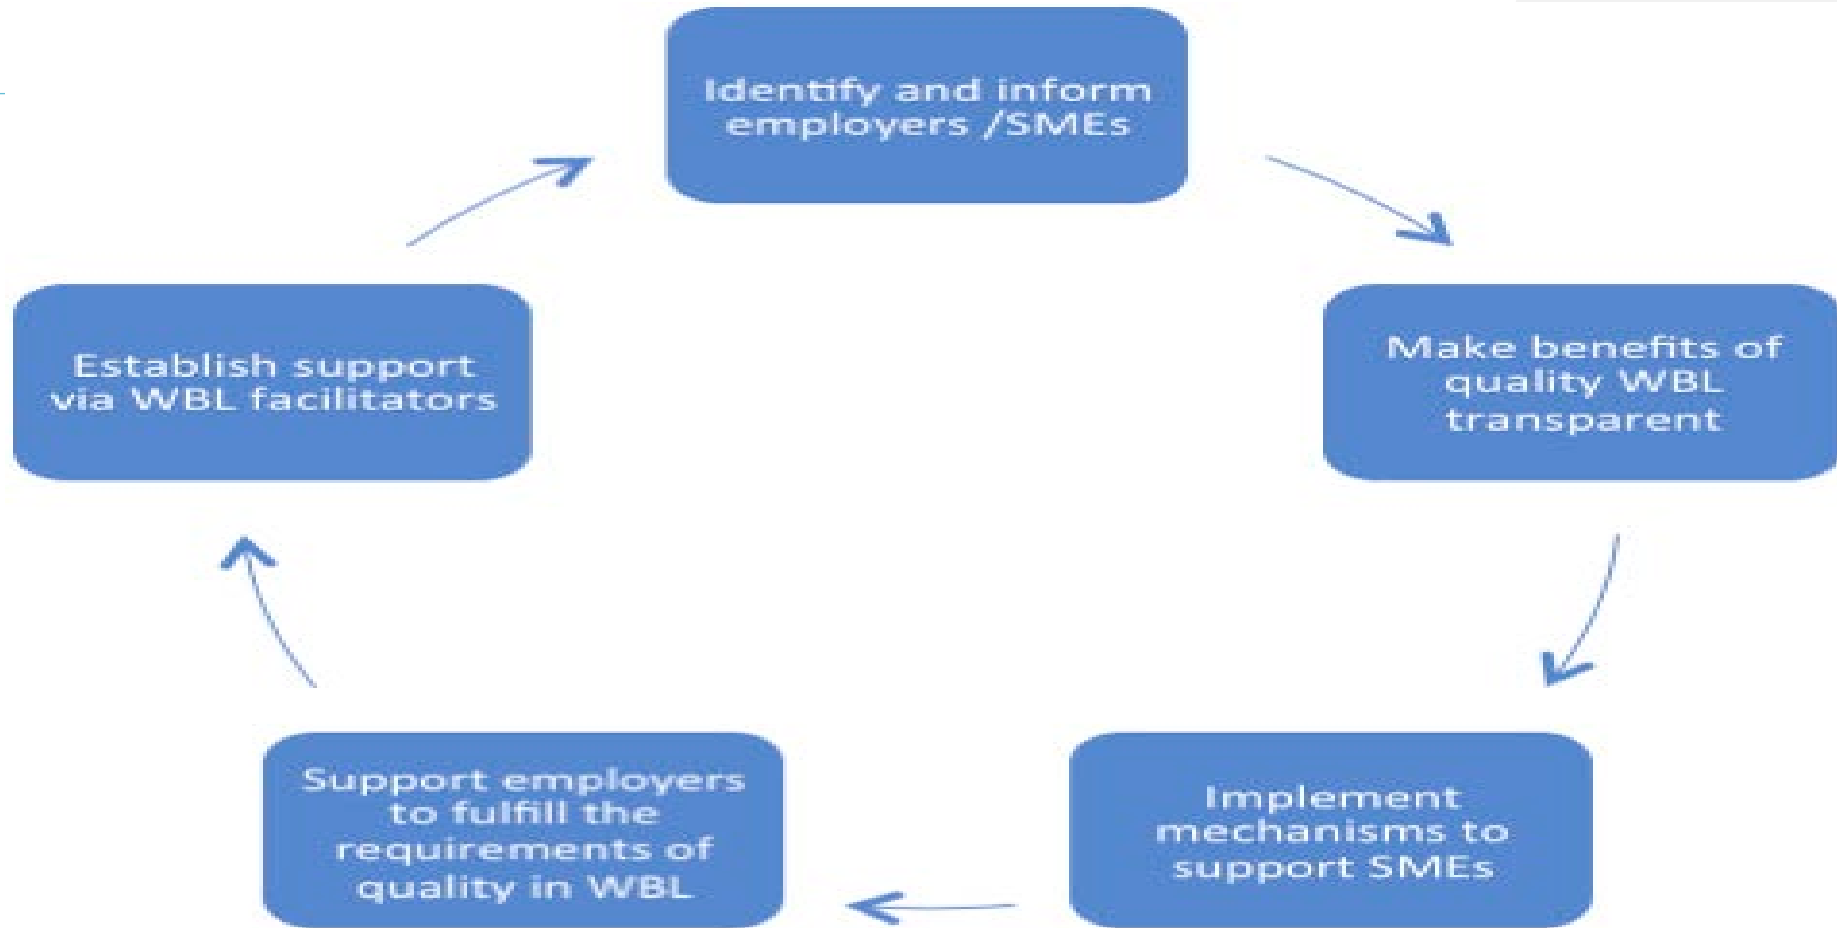 Identify and inform
employers /SMEs
Make benefits of
quality WBL
transparent
Implement
mechanisms to
support SMEs
Support employers
to fulfill the
requirements of
quality in WBL
Establish support
via WBL facilitators